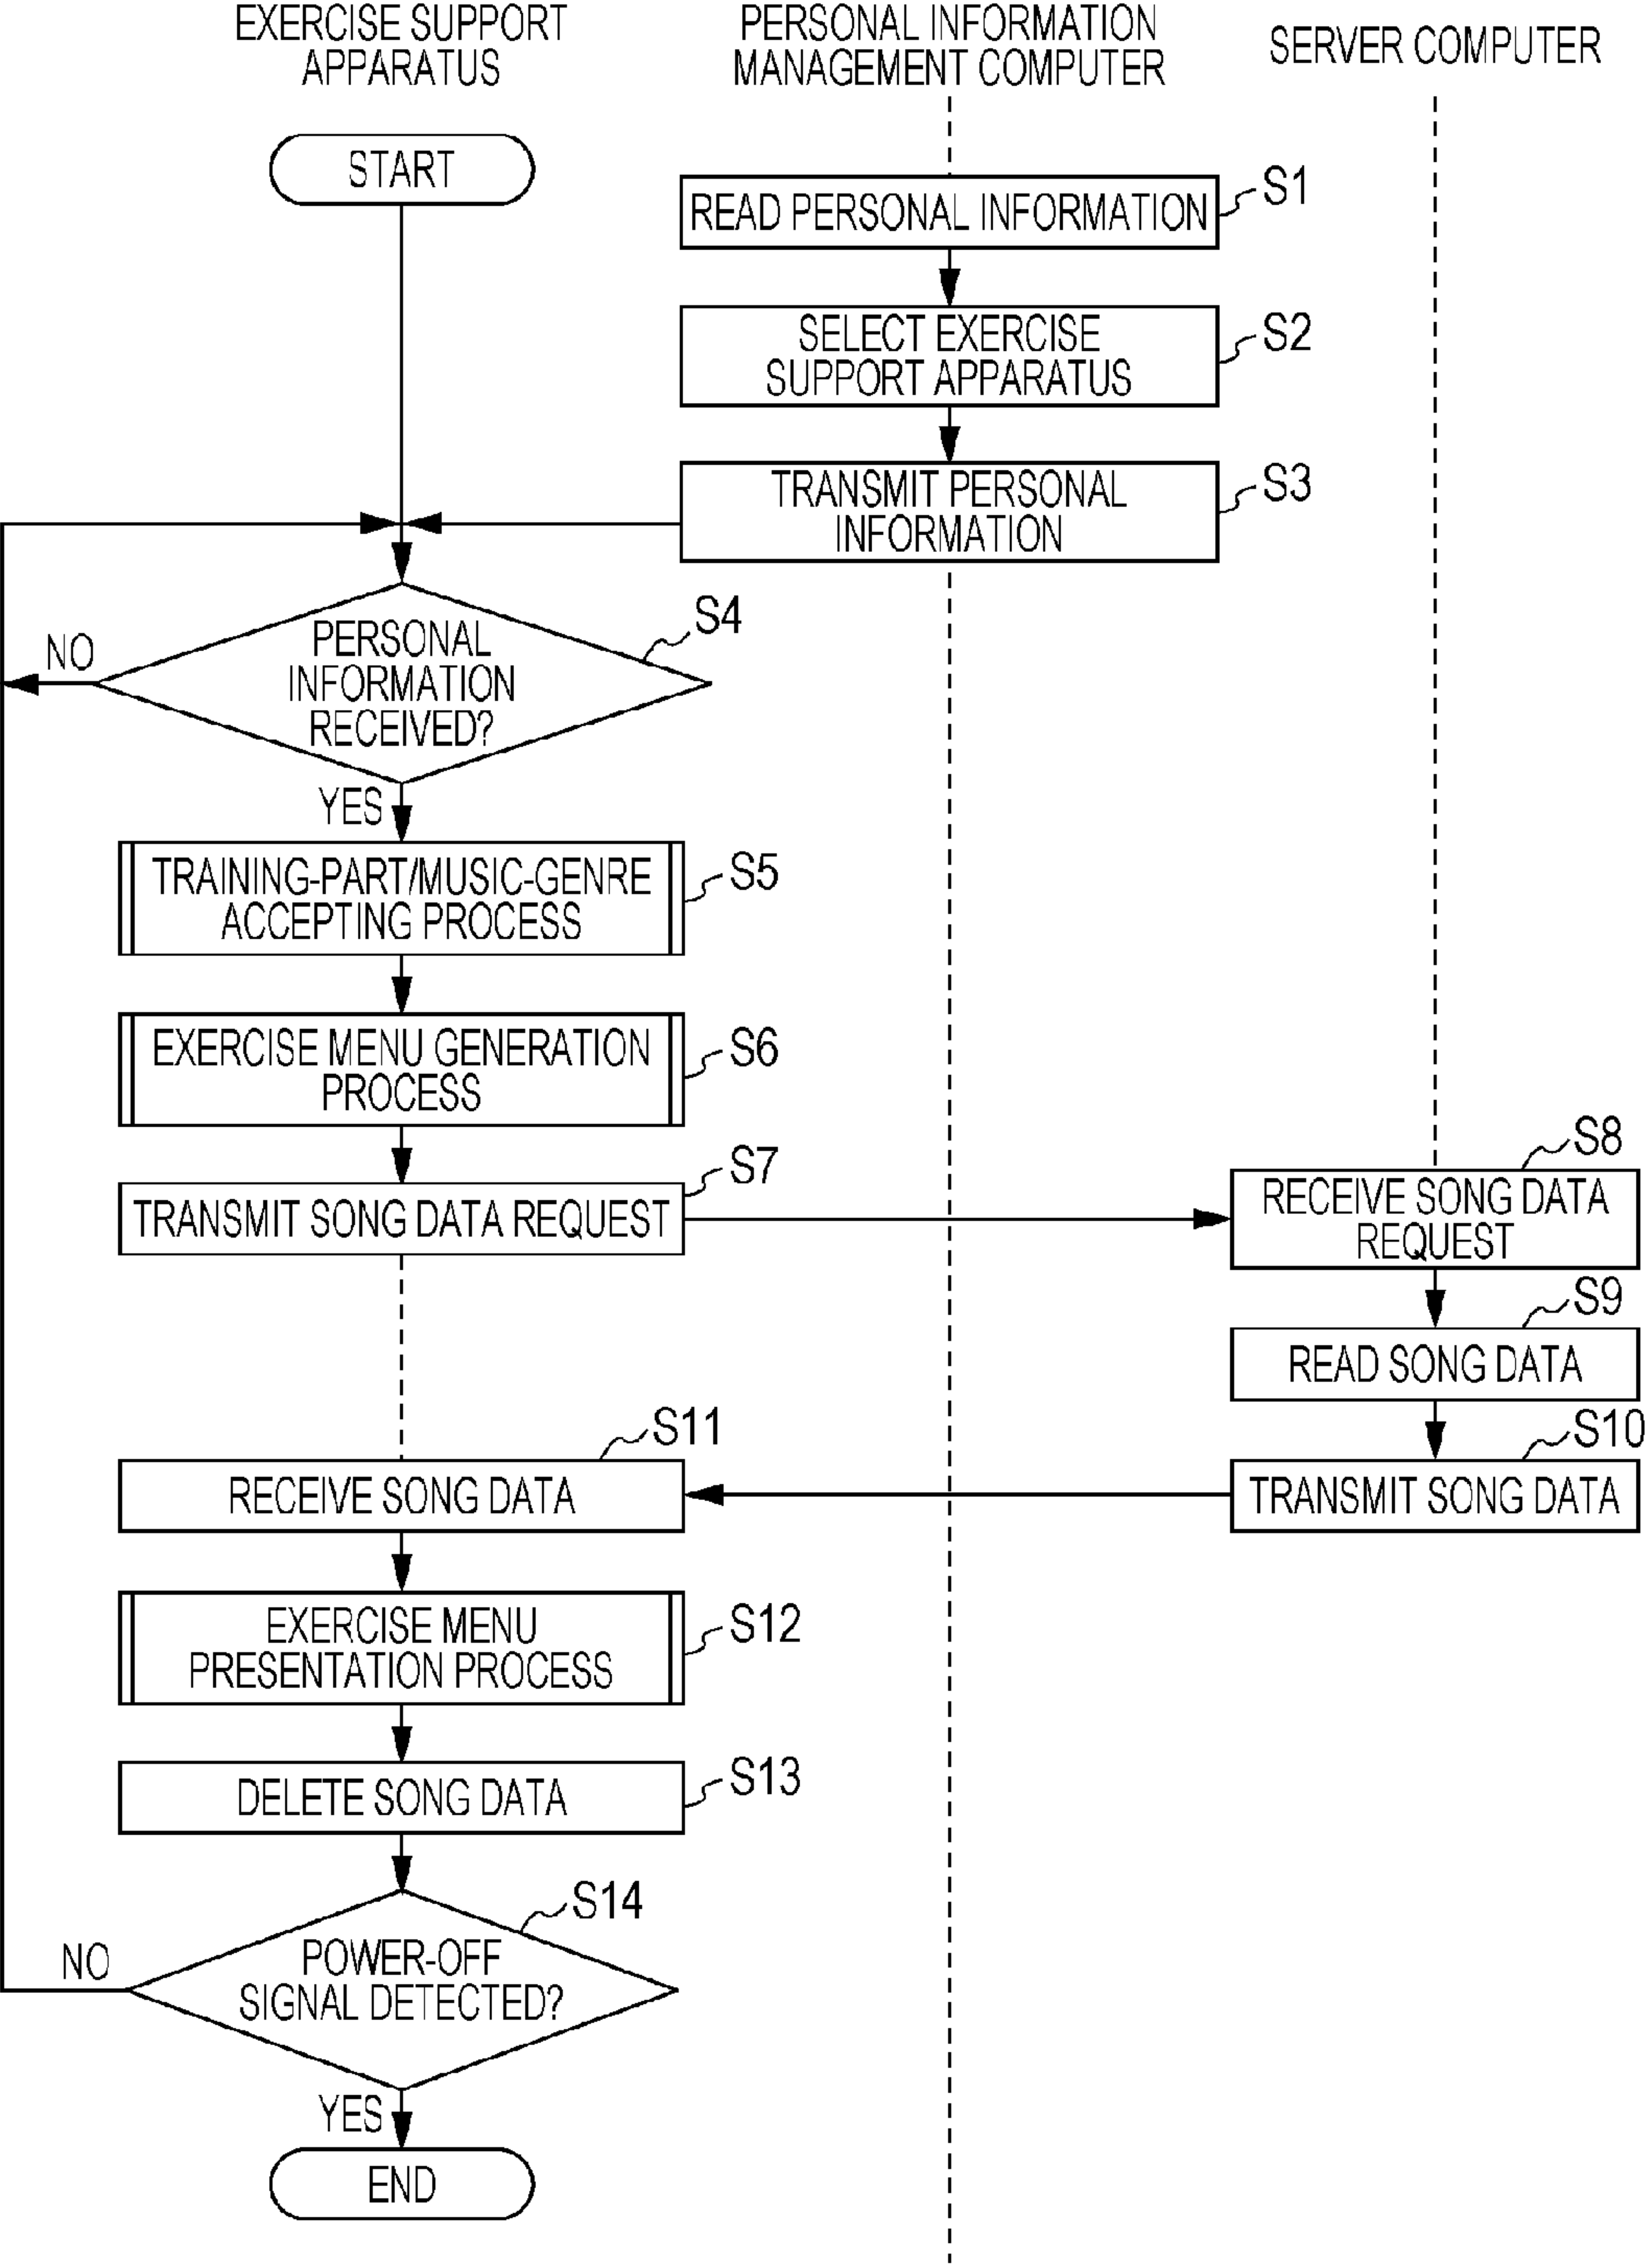 EXERCISE SUPPORT
APPARATUS
PERSONAL INFORMATION
MANAGEMENT COMPUTER
SERVER COMPUTER
START
READ PERSONAL INFORMATION
S1
SELECT EXERCISE
SUPPORT APPARATUS
S2
TRANSMIT PERSONAL
INFORMATION
S3
PERSONAL
INFORMATION
RECEIVED?
S4
NO
YES
TRAINING-PART/MUSIC-GENRE
ACCEPTING PROCESS
S5
EXERCISE MENU GENERATION
PROCESS
S6
TRANSMIT SONG DATA REQUEST
S7
RECEIVE SONG DATA
REQUEST
S8
READ SONG DATA
S9
TRANSMIT SONG DATA
S10
RECEIVE SONG DATA
S11
EXERCISE MENU
PRESENTATION PROCESS
S12
DELETE SONG DATA
S13
POWER-OFF
SIGNAL DETECTED?
S14
NO
YES
END